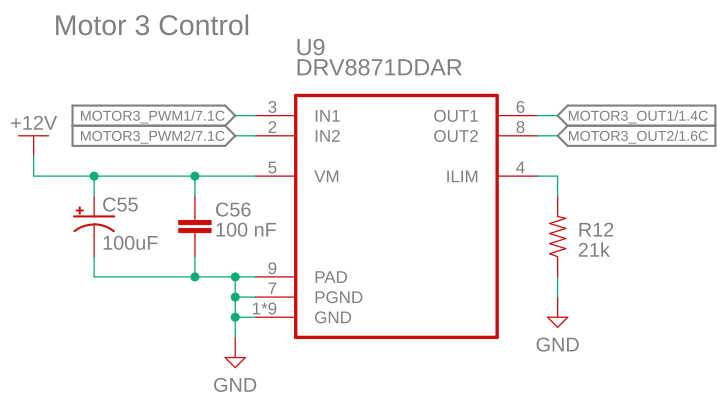 Motor 3 Control
U9
DRV8871DDAR
+12V
MOTOR3_PWM1/7.1C
3
IN1
OUT1
6
MOTOR3_OUT1/1.4C
MOTOR3_PWM2/7.1C
2
IN2
OUT2
8
MOTOR3_OUT2/1.6C
5
VM
ILIM
4
+
C55
100uF
C56
100 nF
R12
21k
9
PAD
7
PGND
1*9
GND
GND
GND